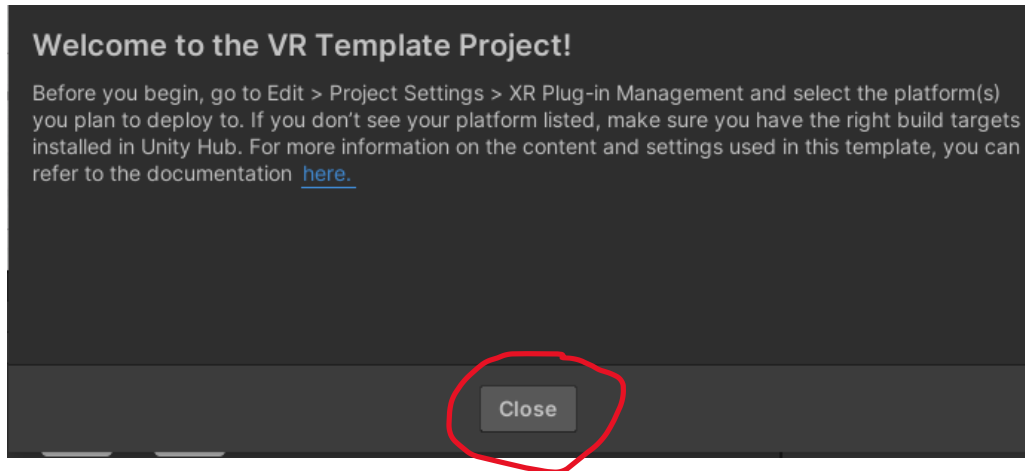 Welcome to the VR Template Project!
Before you begin, go to Edit > Project Settings > XR Plug-in Management and select the platform(s)
you plan to deploy to. If you don’t see your platform listed, make sure you have the right build targets
installed in Unity Hub. For more information on the content and settings used in this template, you can
refer to the documentation here.
Close